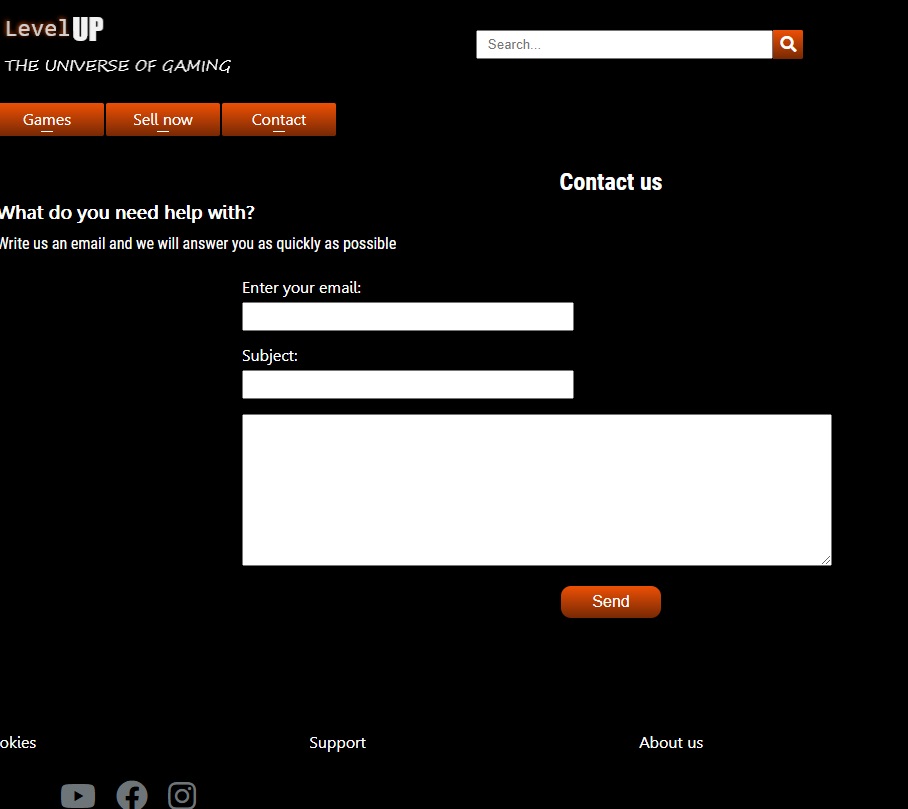 LevelUP
THE UNIVERSE OF GAMING
Search...
Games
Sell now
Contact
Contact us
What do you need help with?
Write us an email and we will answer you as quickly as possible
Enter your email:
Subject:
Send
okies
Support
About us